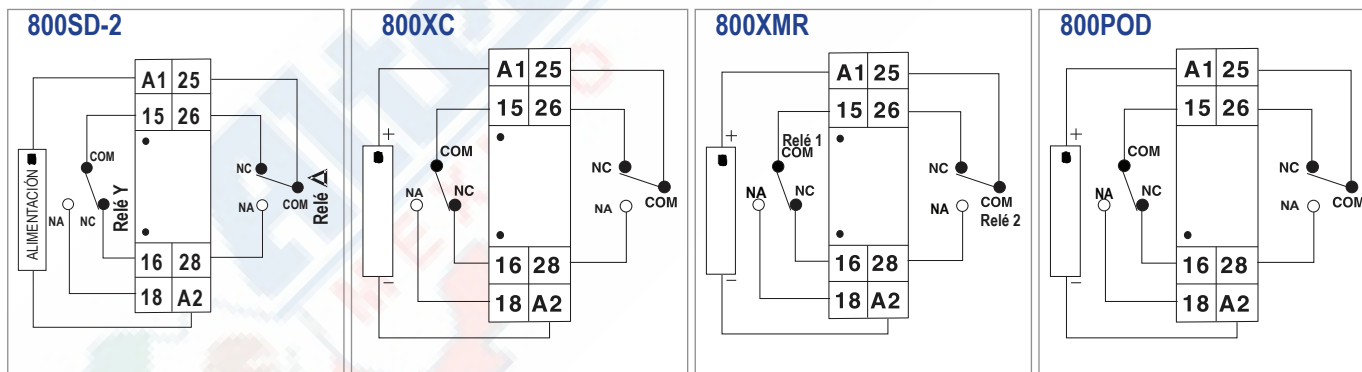 800SD-2
A1 25
15 26
COM
NA
NC
Relé Y
ALIMENTACIÓN
NC
NA
COM
Relé Δ
16 28
18 A2
800XC
A1 25
15 26
+
COM
NC
NA
NC
NA
COM
–
16 28
18 A2
800XMR
A1 25
15 26
+
Relé 1
COM
NA
NC
NC
COM
NA
Relé 2
–
16 28
18 A2
800POD
A1 25
15 26
+
COM
NC
NA
NC
NA
COM
–
16 28
18 A2
MEXICO